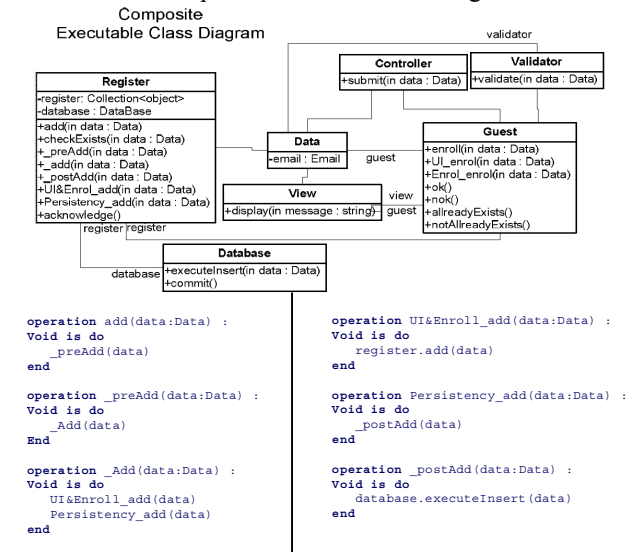 Composite
Executable Class Diagram
validator
Controller
+submit(in data : Data)
Validator
+validate(in data : Data)
Register
-register: Collection<object>
-database : DataBase
+add(in data : Data)
+checkExists(in data : Data)
+_preAdd(in data : Data)
+_add(in data : Data)
+_postAdd(in data : Data)
+UI&Enrol_add(in data : Data)
+Persistency_add(in data : Data)
+acknowledge()
Data
-email : Email
guest
Guest
+enroll(in data : Data)
+UI_enrol(in data : Data)
+Enrol_enrol(in data : Data)
+ok()
+nok()
+allreadyExists()
+notAllreadyExists()
View
+display(in message : string)
view
guest
register register
Database
+executeInsert(in data : Data)
+commit()
database
operation add(data:Data) :
Void is do
_preAdd(data)
end
operation _preAdd(data:Data) :
Void is do
_Add(data)
End
operation _Add(data:Data) :
Void is do
UI&Enroll_add(data)
Persistency_add(data)
end
operation UI&Enroll_add(data:Data) :
Void is do
register.add(data)
end
operation Persistency_add(data:Data) :
Void is do
_postAdd(data)
end
operation _postAdd(data:Data) :
Void is do
database.executeInsert(data)
end